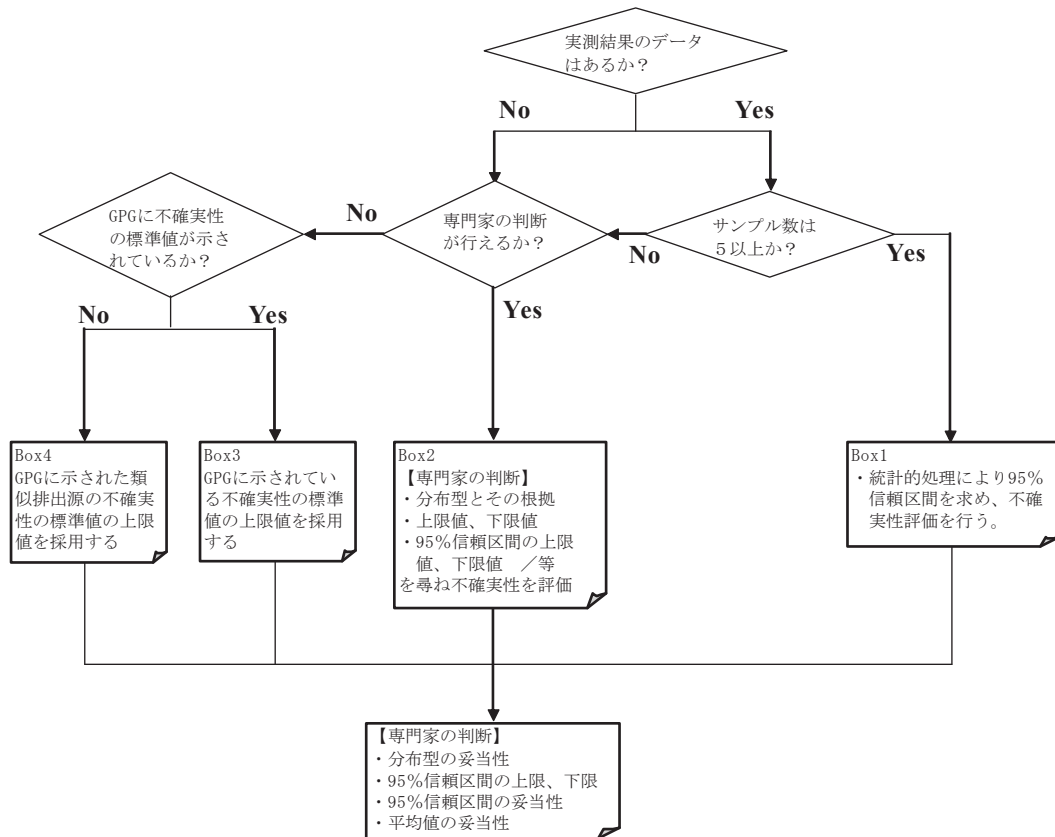 実測結果のデータ
はあるか？
No
Yes
GPGに不確実性
の標準値が示さ
れているか？
No
専門家の判断
が行えるか？
No
サンプル数は
５以上か？
Yes
No
Yes
Yes
Box4
GPGに示された類
似排出源の不確実
性の標準値の上限
値を採用する
Box3
GPGに示されてい
る不確実性の標準
値の上限値を採用
する
Box2
【専門家の判断】
・分布型とその根拠
・上限値、下限値
・95%信頼区間の上限
値、下限値　／等
を尋ね不確実性を評価
Box1
・統計的処理により95%
信頼区間を求め、不確
実性評価を行う。
【専門家の判断】
・分布型の妥当性
・95%信頼区間の上限、下限
・95%信頼区間の妥当性
・平均値の妥当性